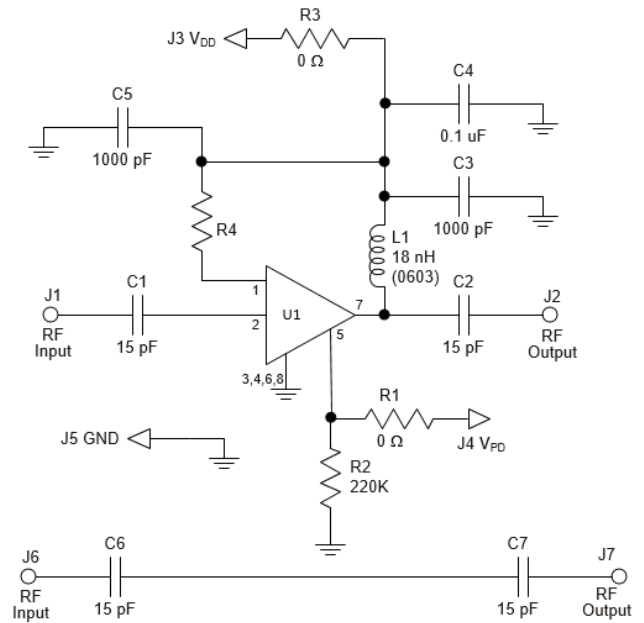 R3
J3 V_DD
0 Ω
C4
C5
0.1 uF
1000 pF
C3
R4
L1
1000 pF
18 nH
(0603)
J1
C1
1
7
C2
J2
2
U1
5
RF
Input
15 pF
15 pF
RF
Output
3,4,6,8
R1
J5 GND
0 Ω
J4 V_PD
R2
220K
J6
C6
C7
J7
RF
Input
15 pF
15 pF
RF
Output